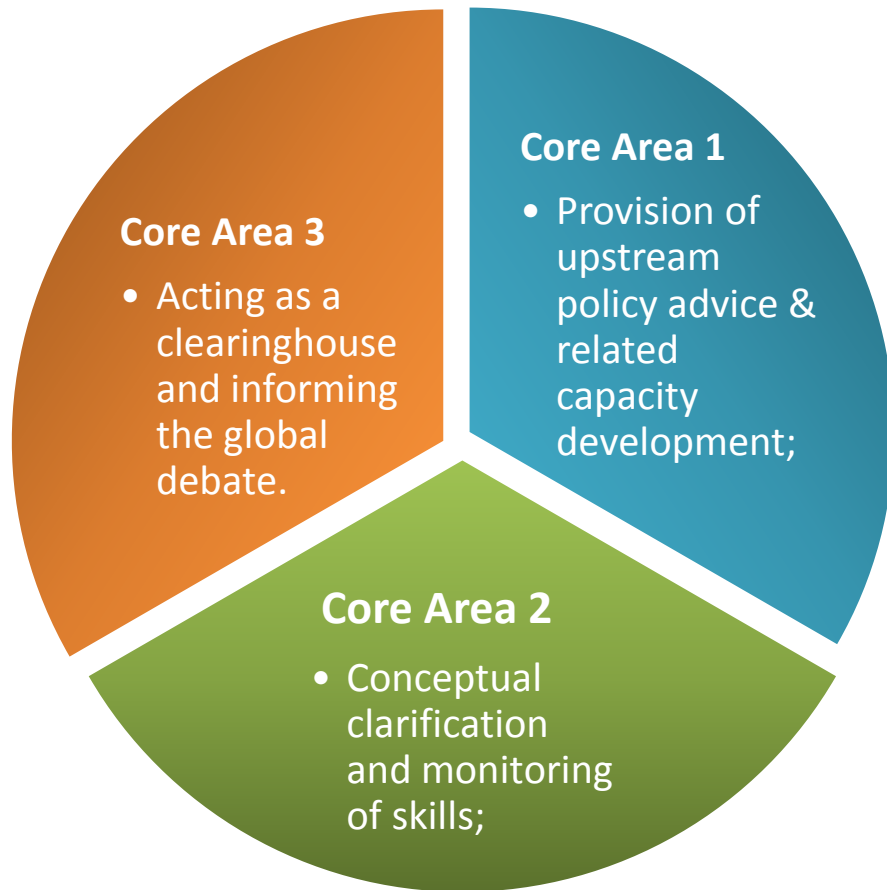 Core Area 1
• Provision of
upstream
policy advice &
related
capacity
development;
Core Area 2
• Conceptual
clarification
and monitoring
of skills;
Core Area 3
• Acting as a
clearinghouse
and informing
the global
debate.